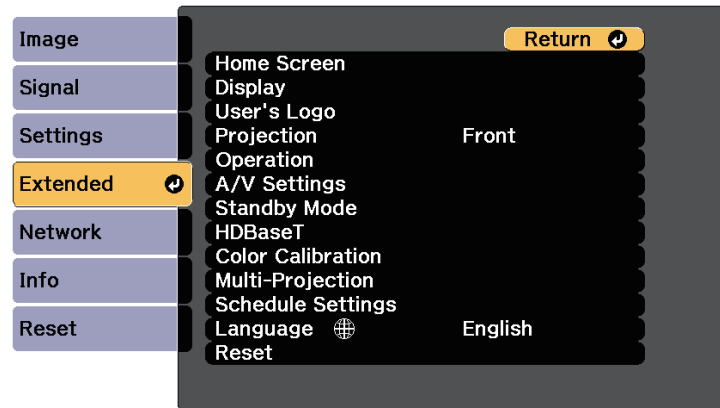 Image
Signal
Settings
Extended
Network
Info
Reset
Return
Home Screen
Display
User's Logo
Projection Front
Operation
A/V Settings
Standby Mode
HDBaseT
Color Calibration
Multi-Projection
Schedule Settings
Language English
Reset